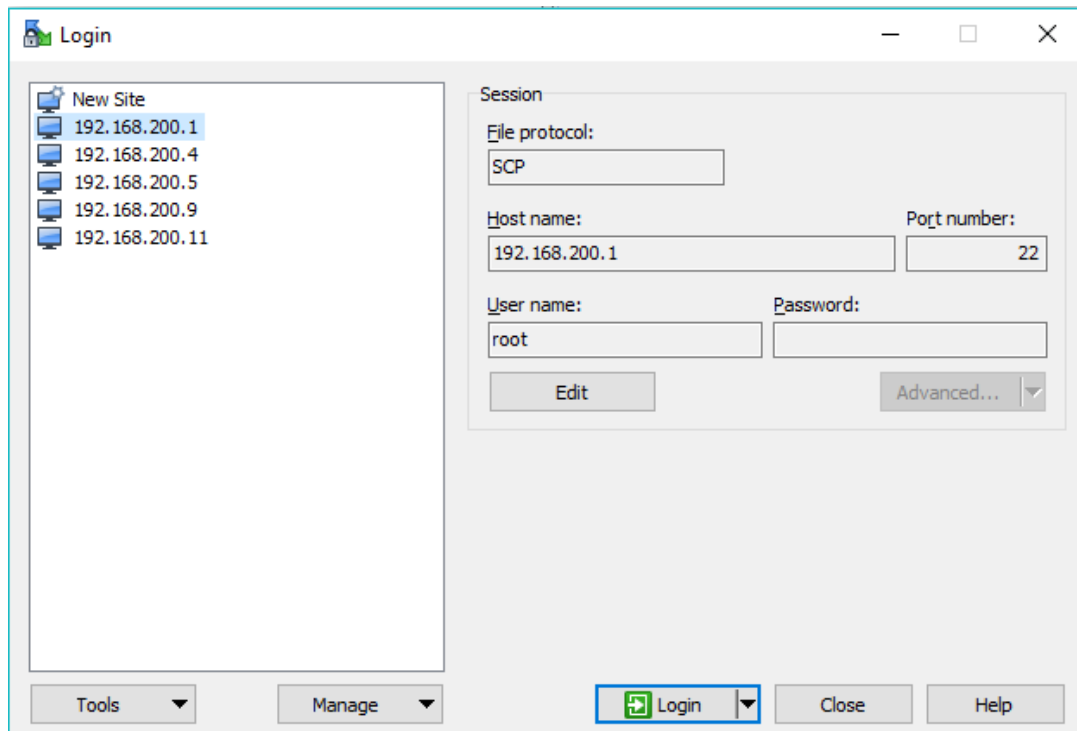 Login
New Site
192.168.200.1
192.168.200.4
192.168.200.5
192.168.200.9
192.168.200.11
Session
File protocol:
SCP
Host name: Port number:
192.168.200.1 22
User name: Password:
root
Edit Advanced...
Tools Manage Login Close Help